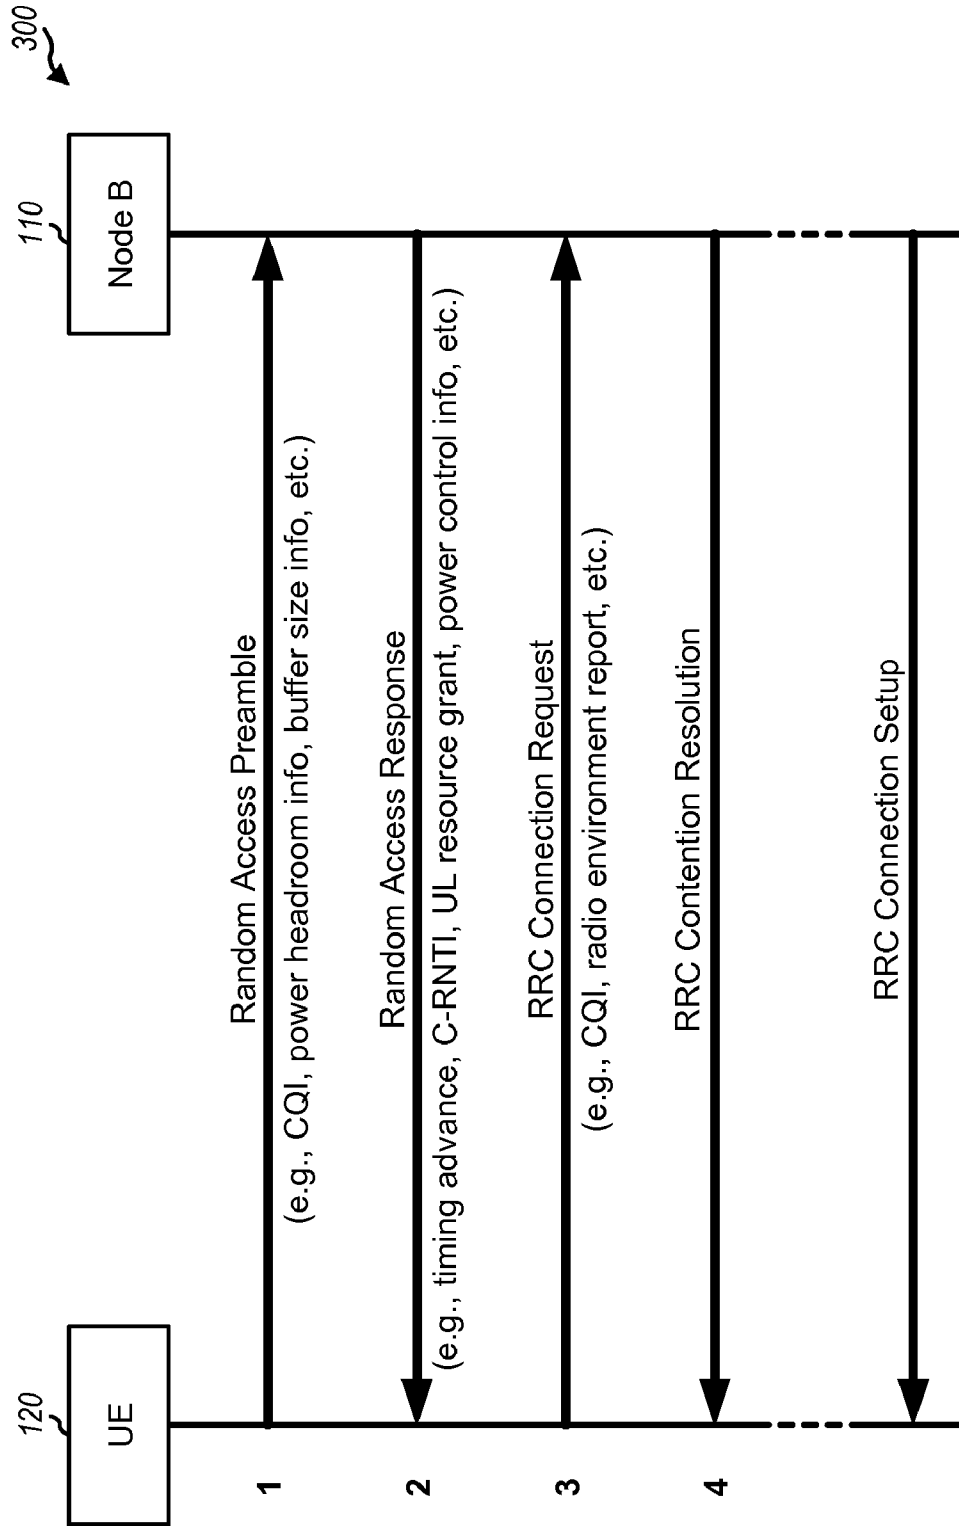 300
120
110
UE
Node B
1
Random Access Preamble
(e.g., CQI, power headroom info, buffer size info, etc.)
2
Random Access Response
(e.g., timing advance, C-RNTI, UL resource grant, power control info, etc.)
3
RRC Connection Request
(e.g., CQI, radio environment report, etc.)
4
RRC Contention Resolution
RRC Connection Setup